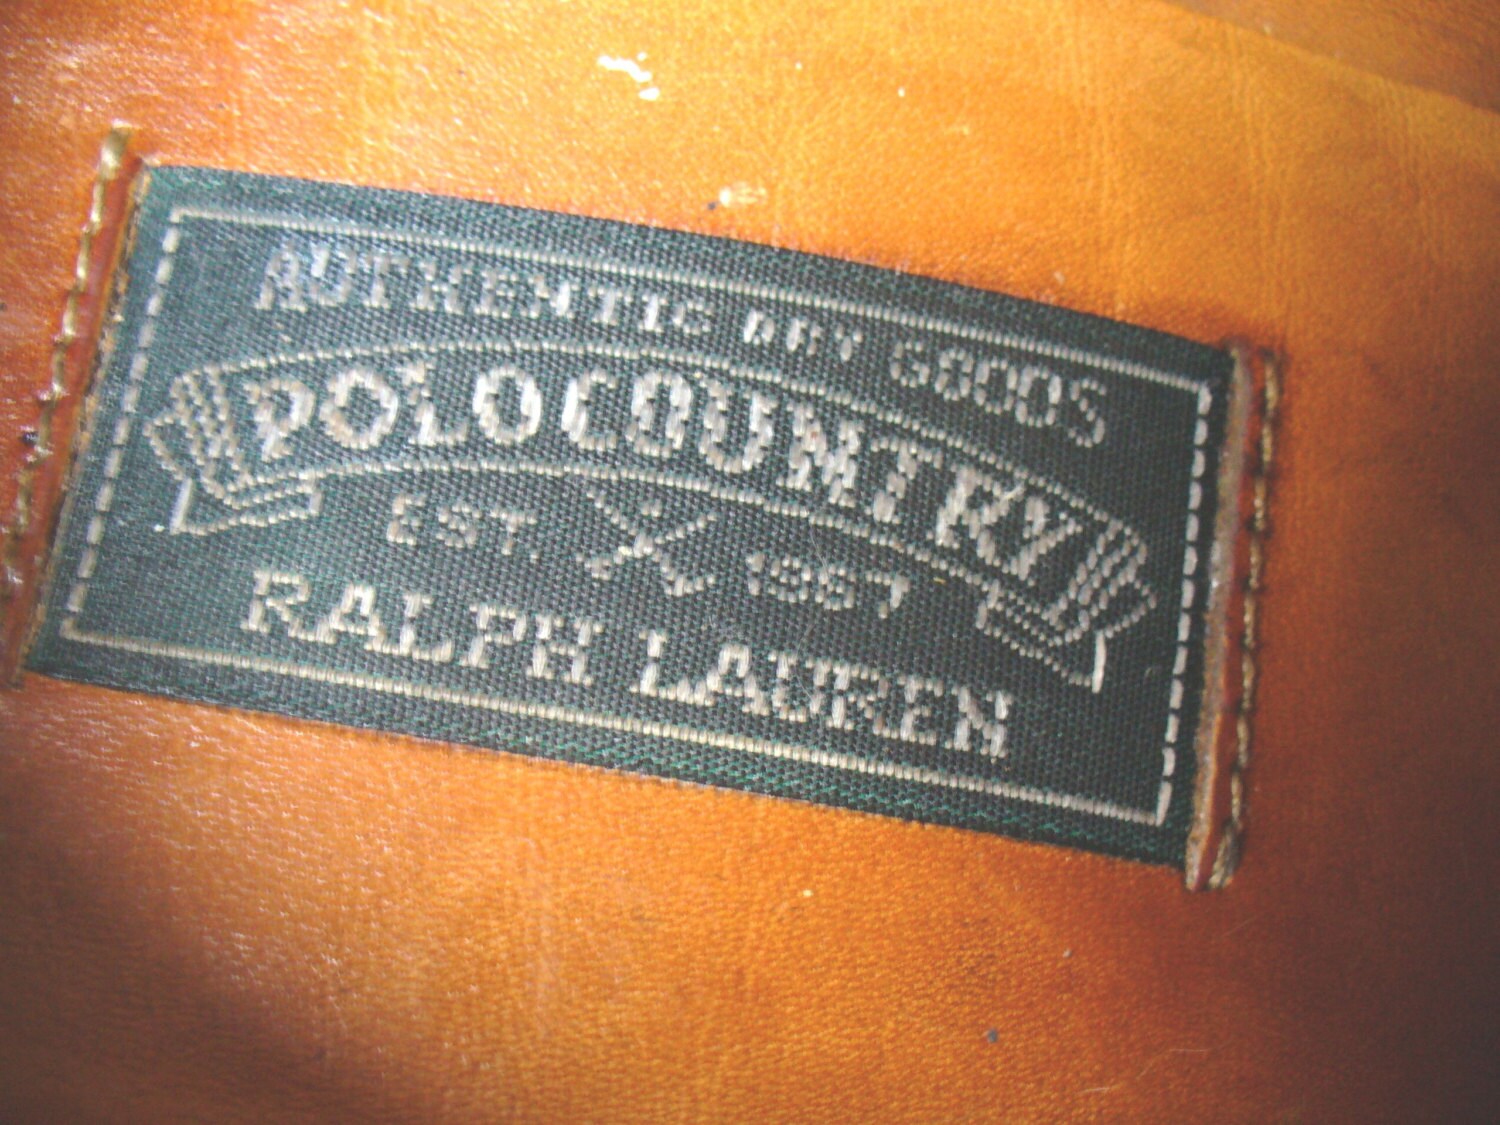 AUTHENTIC DRY GOODS
POLO COUNTRY
EST. 1967
RALPH LAUREN